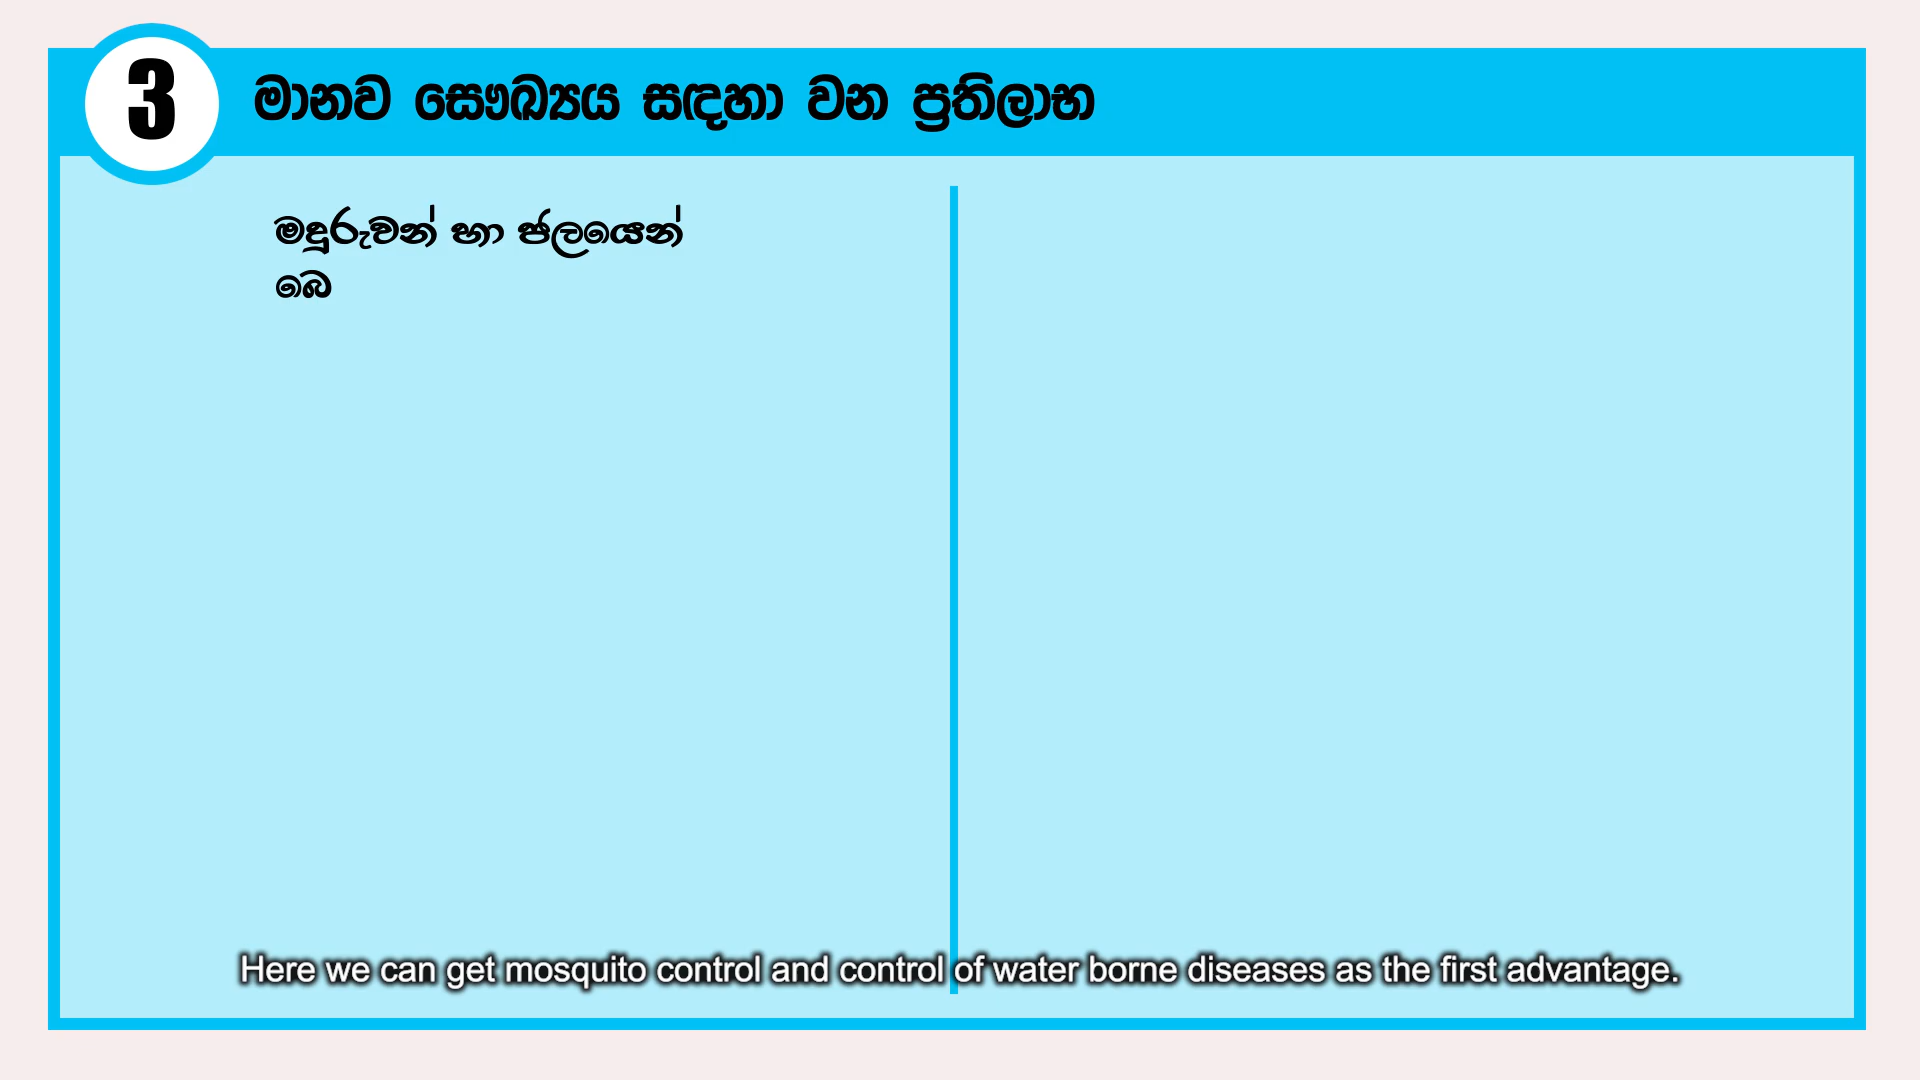 3
මානව සෞඛ්‍යය සඳහා වන ප්‍රතිලාභ
මදුරුවන් හා ජලයෙන්
බෙ
Here we can get mosquito control and control of water borne diseases as the first advantage.